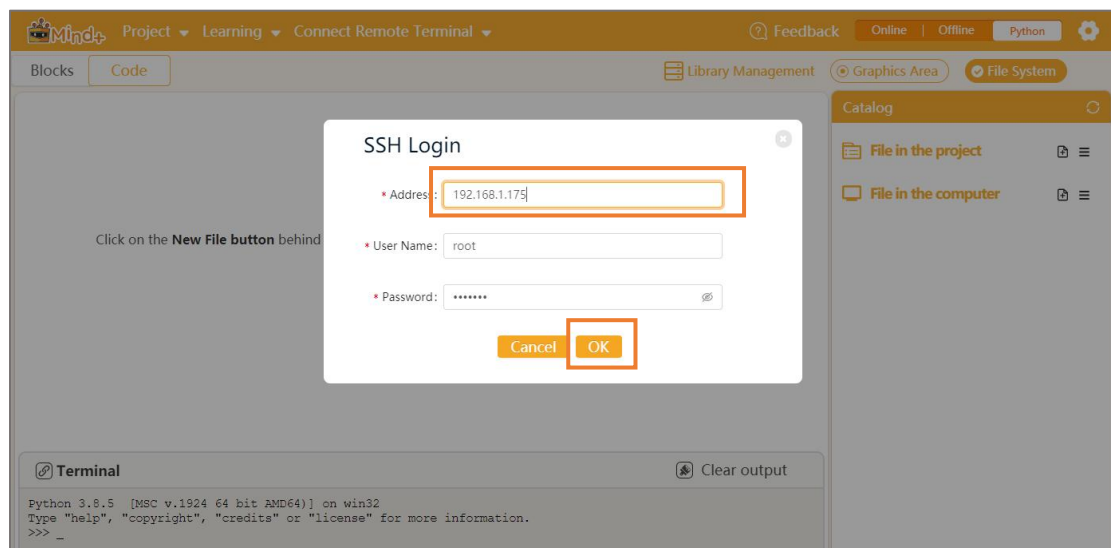 Mind+ Project Learning Connect Remote Terminal Feedback Online | Offline Python
Blocks Code Library Management Graphics Area File System
Catalog
SSH Login
File in the project
* Address: 192.168.1.175
File in the computer
Click on the New File button behind
* User Name: root
* Password: •••••••
Cancel OK
Terminal Clear output
Python 3.8.5 [MSC v.1924 64 bit AMD64)] on win32
Type "help", "copyright", "credits" or "license" for more information.
>>> _